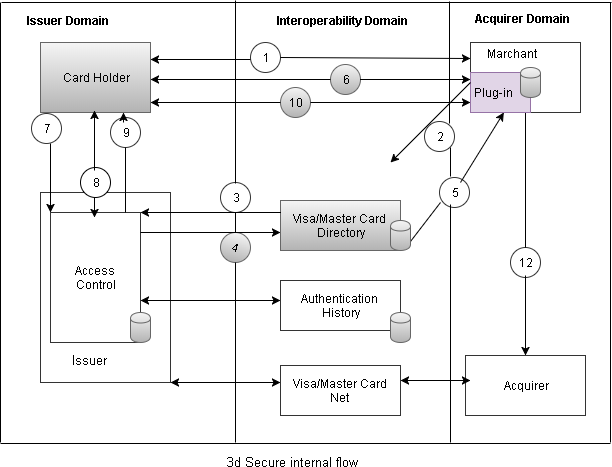 Issuer Domain
Interoperability Domain
Acquirer Domain
Card Holder
1
6
10
Marchant
Plug-in
2
7
9
8
3
4
5
Visa/Master Card
Directory
Access
Control
12
Authentication
History
Issuer
Visa/Master Card
Net
Acquirer
3d Secure internal flow